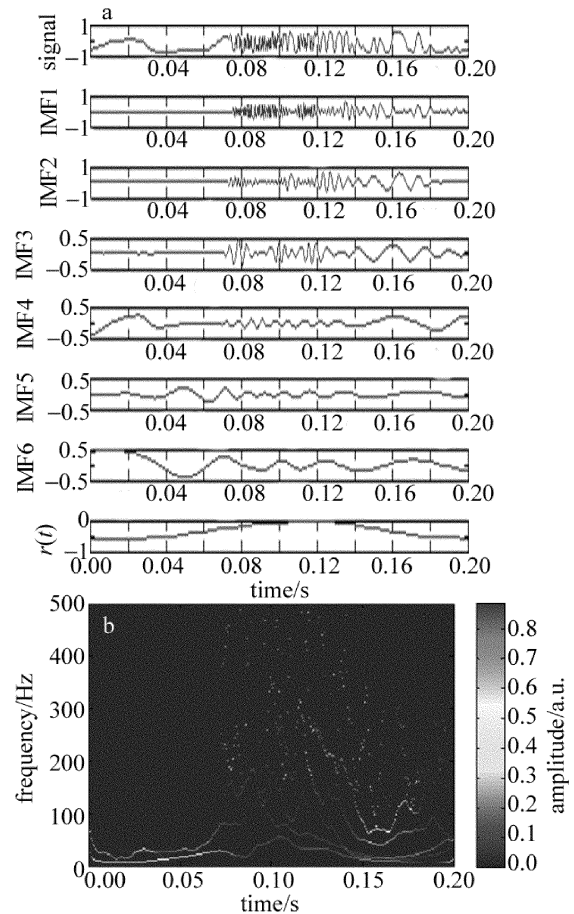 a
signal
1
−1
0.04 0.08 0.12 0.16 0.20
IMF1
1
−1
0.04 0.08 0.12 0.16 0.20
IMF2
1
−1
0.04 0.08 0.12 0.16 0.20
IMF3
0.5
−0.5
0.04 0.08 0.12 0.16 0.20
IMF4
0.5
−0.5
0.04 0.08 0.12 0.16 0.20
IMF5
0.5
−0.5
0.04 0.08 0.12 0.16 0.20
IMF6
0.5
−0.5
0.04 0.08 0.12 0.16 0.20
r(t)
0
−1
0.00 0.04 0.08 0.12 0.16 0.20
time/s
b
frequency/Hz
500
400
300
200
100
0
0.00 0.05 0.10 0.15 0.20
time/s
0.8
0.7
0.6
0.5
0.4
0.3
0.2
0.1
0.0
amplitude/a.u.